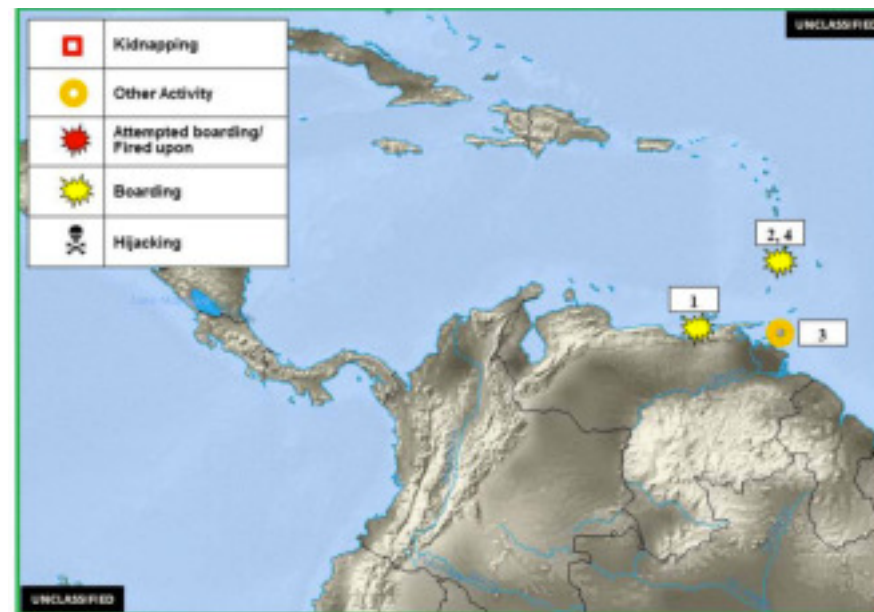 UNCLASSIFIED
Kidnapping
Other Activity
Attempted boarding/
Fired upon
Boarding
Hijacking
2, 4
1
3
UNCLASSIFIED